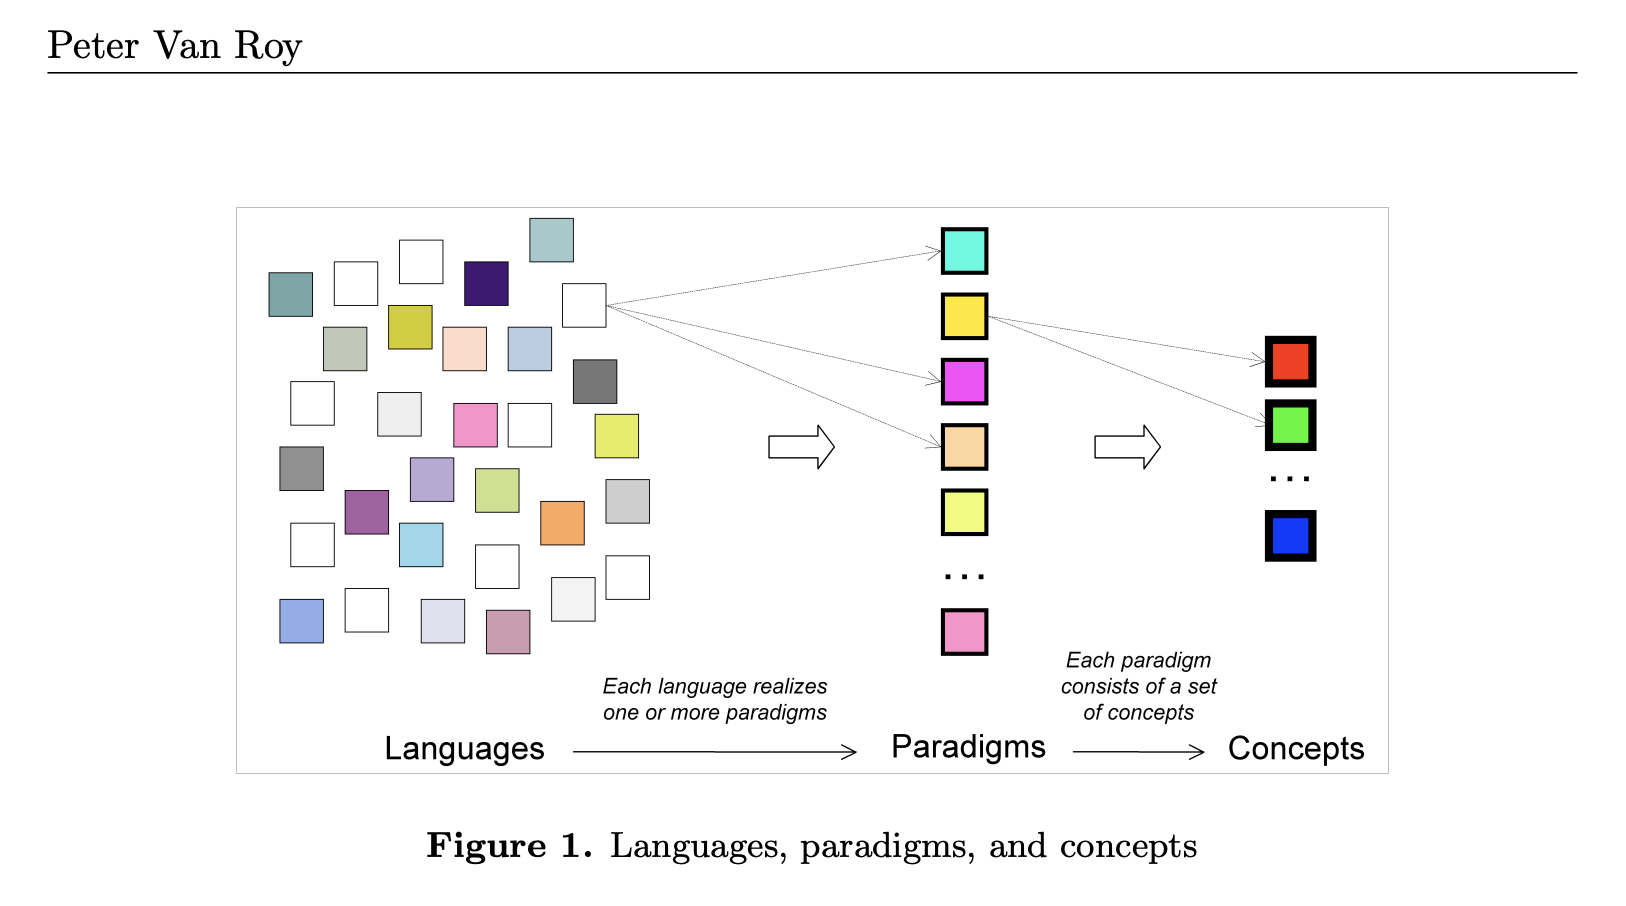 Peter Van Roy
...
...
Each language realizes
one or more paradigms
Each paradigm
consists of a set
of concepts
Languages
Paradigms
Concepts
Figure 1. Languages, paradigms, and concepts